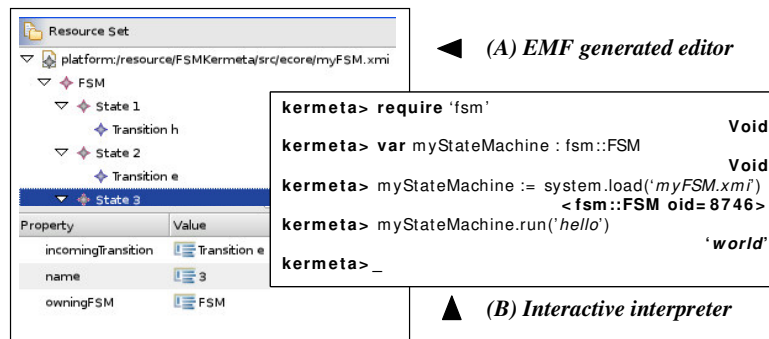 Resource Set
platform:/resource/FSMKermeta/src/ecore/myFSM.xmi
FSM
State 1
Transition h
State 2
Transition e
State 3
Property Value
incomingTransition Transition e
name 3
owningFSM FSM
(A) EMF generated editor
kermeta> require 'fsm'
Void
kermeta> var myStateMachine : fsm::FSM
Void
kermeta> myStateMachine := system.load('myFSM.xmi')
<fsm::FSM oid=8746>
kermeta> myStateMachine.run('hello')
'world'
kermeta>_
(B) Interactive interpreter